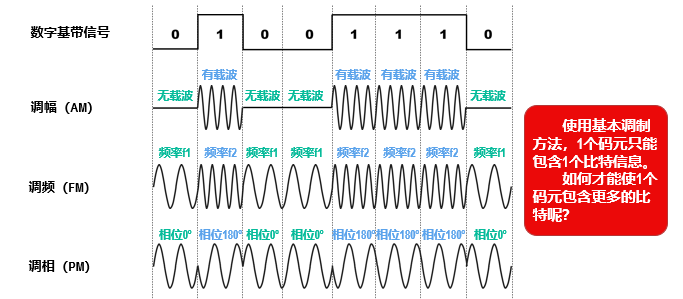 数字基带信号
0 1 0 0 1 1 1 0
有载波 有载波 有载波 有载波
无载波 无载波 无载波 无载波
调幅（AM）
频率f1 频率f2 频率f1 频率f1 频率f2 频率f2 频率f2 频率f1
调频（FM）
相位0° 相位180° 相位0° 相位0° 相位180° 相位180° 相位180° 相位0°
调相（PM）
使用基本调制
方法，1个码元只能
包含1个比特信息。
如何才能使1个
码元包含更多的比
特呢？